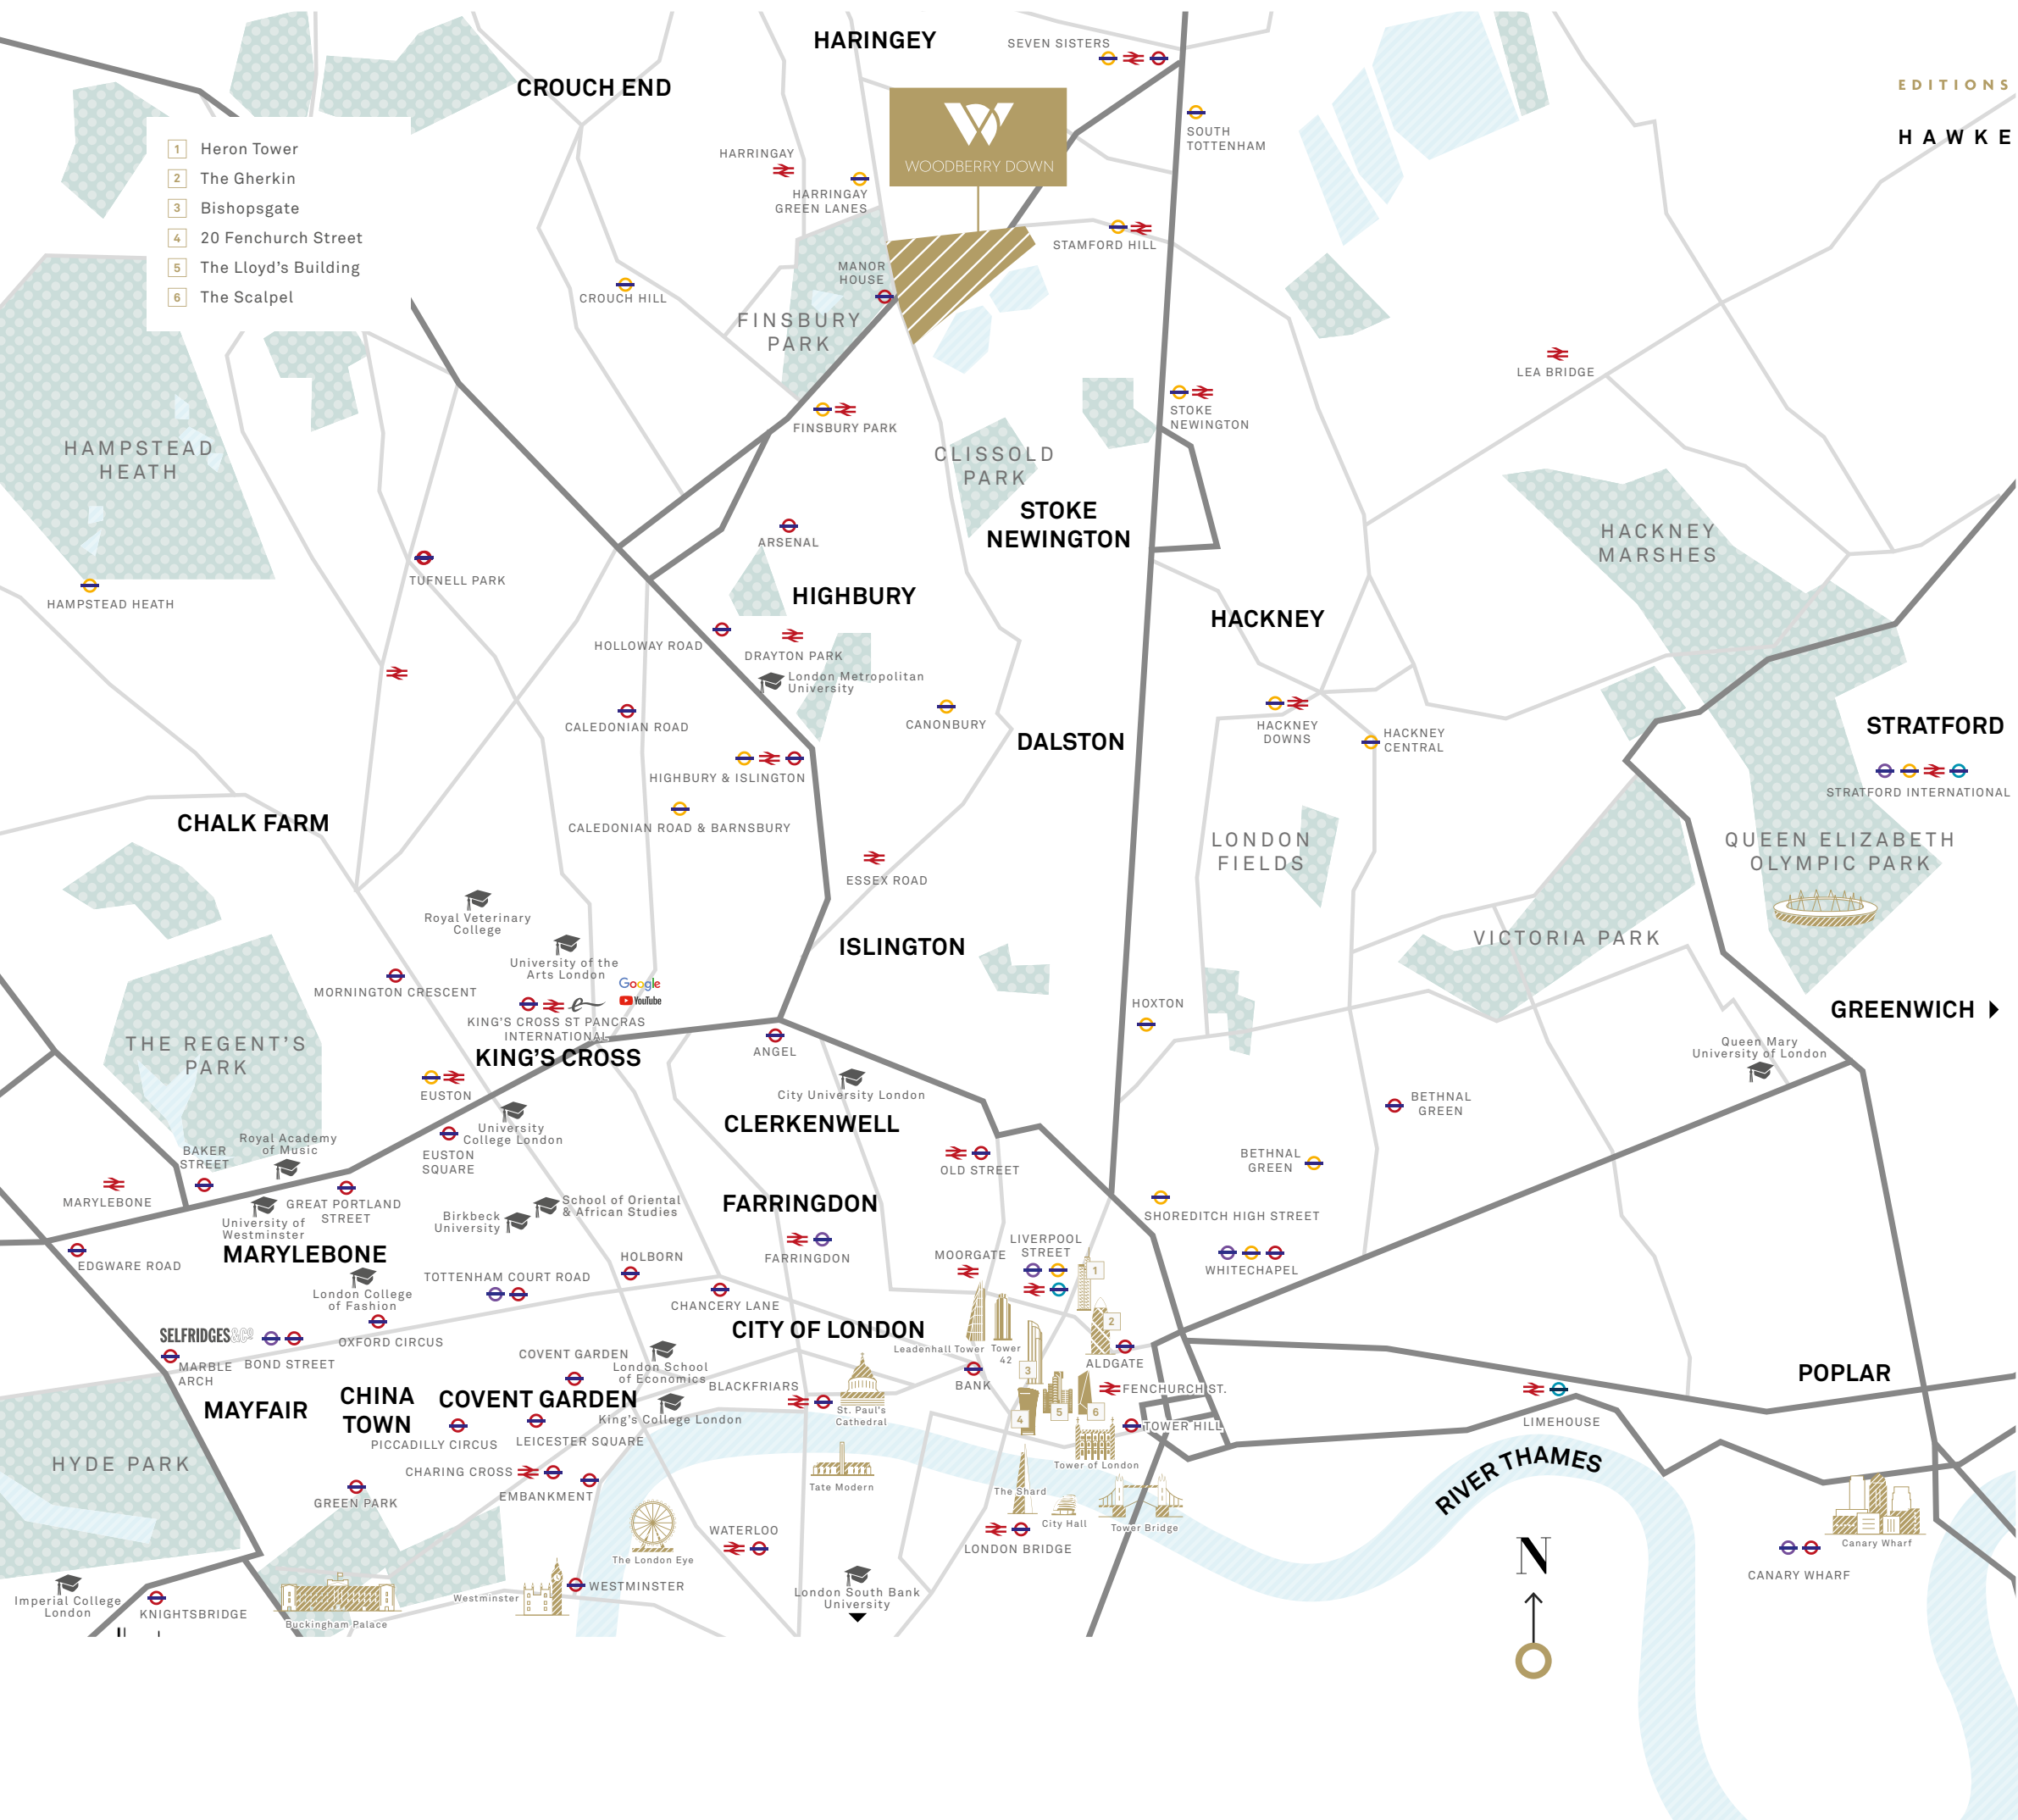 HARINGEY
SEVEN SISTERS
CROUCH END
EDITIONS
HAWKE
WOODBERRY DOWN
SOUTH
TOTTENHAM
1 Heron Tower
2 The Gherkin
3 Bishopsgate
4 20 Fenchurch Street
5 The Lloyd's Building
6 The Scalpel
HARRINGAY
HARRINGAY
GREEN LANES
STAMFORD HILL
MANOR
HOUSE
CROUCH HILL
FINSBURY
PARK
LEA BRIDGE
STOKE
NEWINGTON
FINSBURY PARK
HAMPSTEAD
HEATH
CLISSOLD
PARK
STOKE
NEWINGTON
HACKNEY
MARSHES
ARSENAL
TUFNELL PARK
HAMPSTEAD HEATH
HIGHBURY
HACKNEY
HOLLOWAY ROAD
DRAYTON PARK
London Metropolitan
University
CALEDONIAN ROAD
CANONBURY
DALSTON
HACKNEY
DOWNS
HACKNEY
CENTRAL
STRATFORD
STRATFORD INTERNATIONAL
HIGHBURY & ISLINGTON
CALEDONIAN ROAD & BARNSBURY
CHALK FARM
LONDON
FIELDS
QUEEN ELIZABETH
OLYMPIC PARK
ESSEX ROAD
Royal Veterinary
College
University of the
Arts London
ISLINGTON
VICTORIA PARK
MORNINGTON CRESCENT
Google
YouTube
KING'S CROSS ST PANCRAS
INTERNATIONAL
KING'S CROSS
HOXTON
GREENWICH
THE REGENT'S
PARK
ANGEL
Queen Mary
University of London
EUSTON
City University London
BETHNAL
GREEN
CLERKENWELL
University
College London
EUSTON
SQUARE
Royal Academy
of Music
BAKER
STREET
OLD STREET
BETHNAL
GREEN
MARYLEBONE
GREAT PORTLAND
STREET
University of
Westminster
Birkbeck
University
School of Oriental
& African Studies
FARRINGDON
SHOREDITCH HIGH STREET
MARYLEBONE
EDGWARE ROAD
HOLBORN
FARRINGDON
MOORGATE
LIVERPOOL
STREET
WHITECHAPEL
1
TOTTENHAM COURT ROAD
London College
of Fashion
CHANCERY LANE
2
SELFRIDGES&Co
OXFORD CIRCUS
CITY OF LONDON
Leadenhall Tower
Tower
42
ALDGATE
MARBLE
ARCH
BOND STREET
COVENT GARDEN
London School
of Economics
BLACKFRIARS
BANK
3
FENCHURCH ST.
POPLAR
MAYFAIR
CHINA
TOWN
COVENT GARDEN
King's College London
St. Paul's
Cathedral
4
5
6
TOWER HILL
LIMEHOUSE
PICCADILLY CIRCUS
LEICESTER SQUARE
HYDE PARK
CHARING CROSS
EMBANKMENT
Tate Modern
Tower of London
RIVER THAMES
GREEN PARK
The Shard
City Hall
Tower Bridge
WATERLOO
LONDON BRIDGE
The London Eye
N
Canary Wharf
CANARY WHARF
Imperial College
London
KNIGHTSBRIDGE
Westminster
WESTMINSTER
London South Bank
University
Buckingham Palace